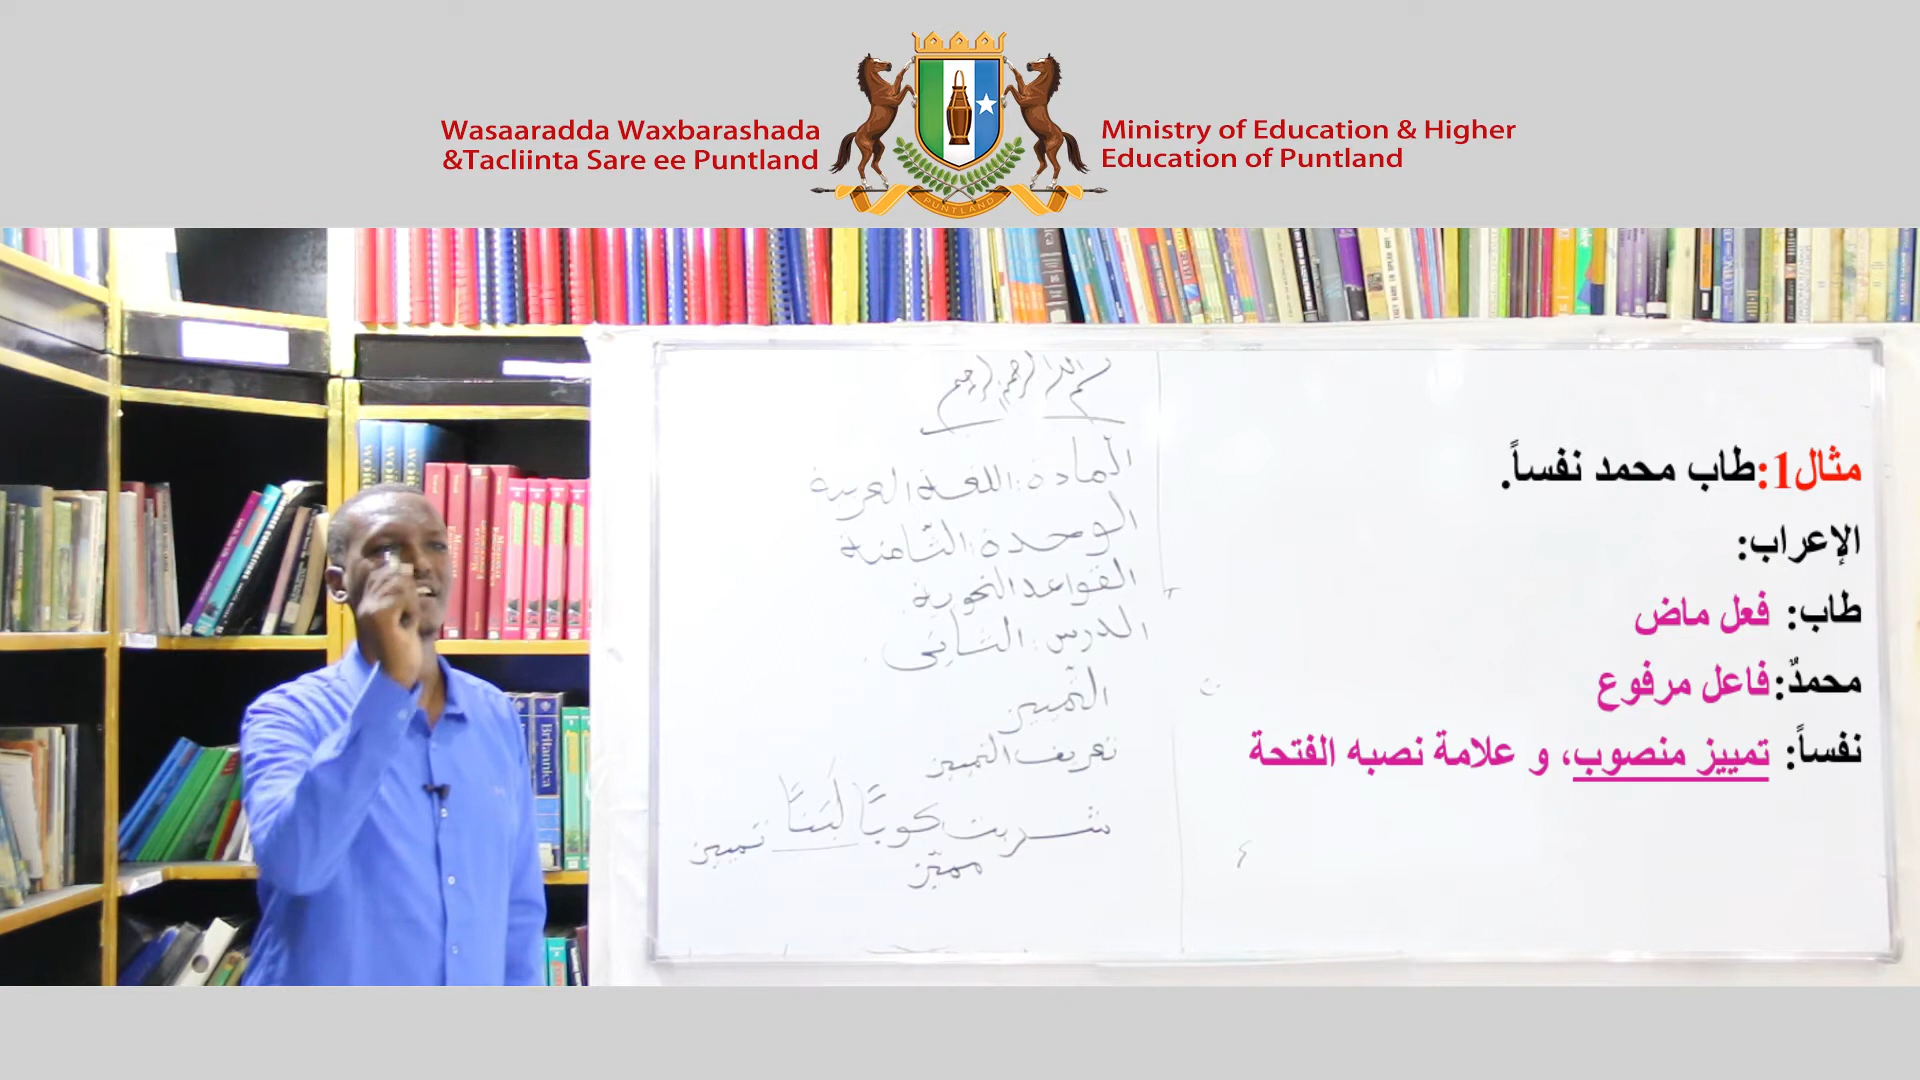 Wasaaradda Waxbarashada
&Tacliinta Sare ee Puntland
Ministry of Education & Higher
Education of Puntland
PUNTLAND
بسم الله الرحمن الرحيم
المادة: اللغة العربية
الوحدة الثامنة
القواعد النحوية
الدرس: الثاني
التمييز
تعريف التمييز
شربت كوبًا لَبَنًا تمييز
مميّز
مثال1:طاب محمد نفساً.
الإعراب:
طاب: فعل ماض
محمدٌ: فاعل مرفوع
نفساً: تمييز منصوب، و علامة نصبه الفتحة
Britannica